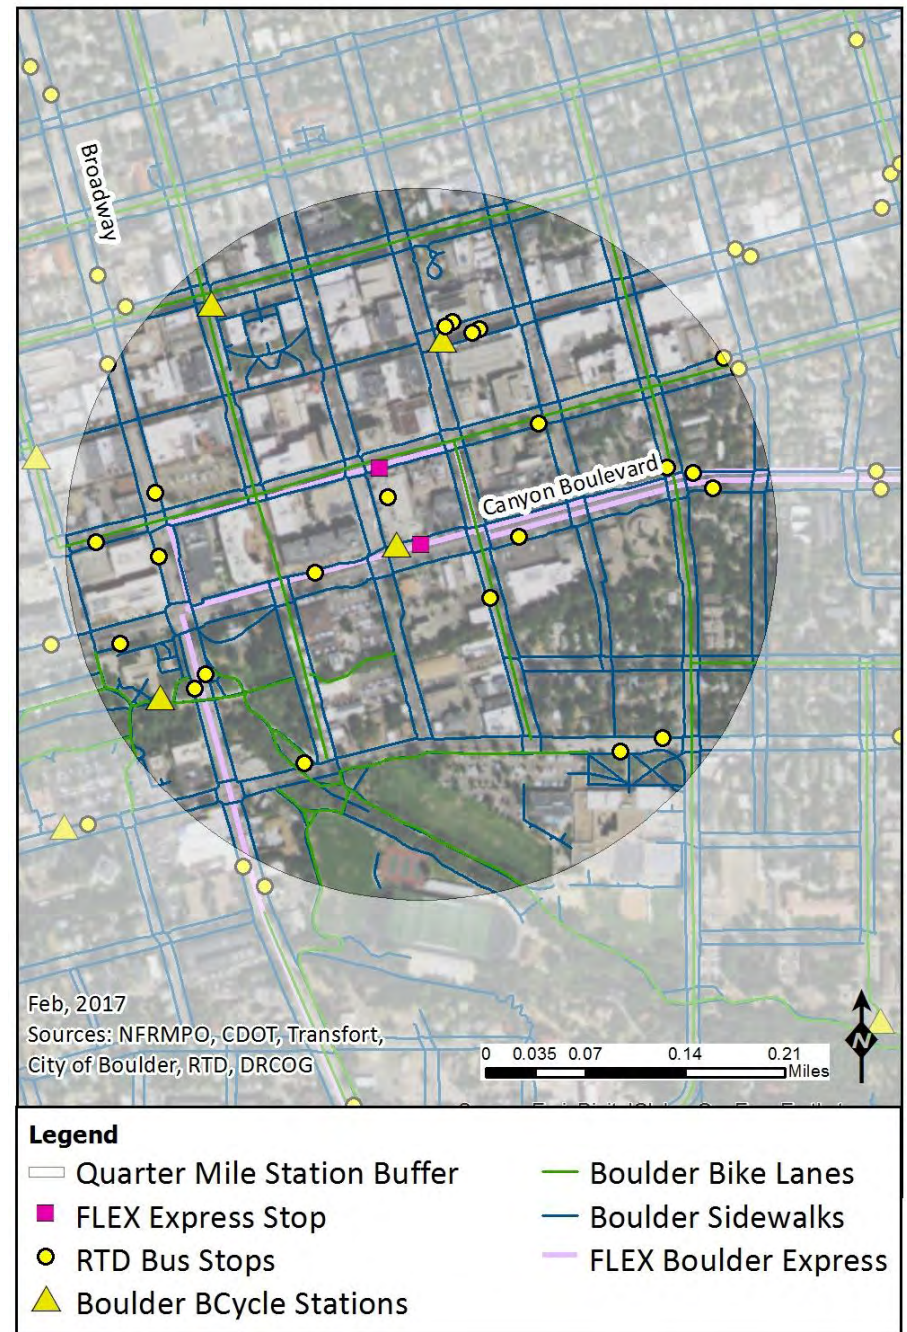 Broadway
Canyon Boulevard
Feb, 2017
Sources: NFRMPO, CDOT, Transfort,
City of Boulder, RTD, DRCOG
0 0.035 0.07 0.14 0.21
Miles
N
Legend
Quarter Mile Station Buffer
FLEX Express Stop
RTD Bus Stops
Boulder BCycle Stations
Boulder Bike Lanes
Boulder Sidewalks
FLEX Boulder Express